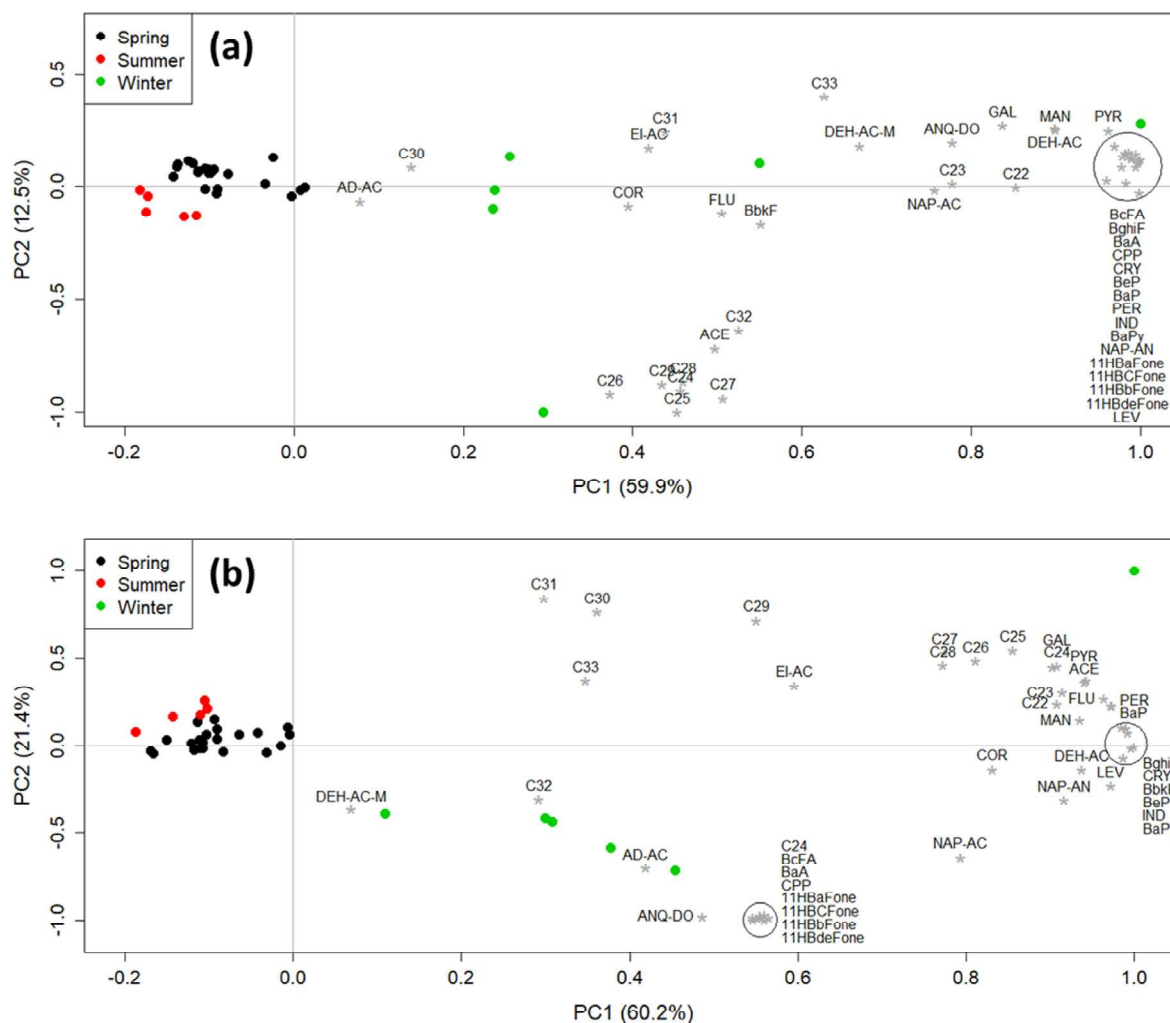 Spring
Summer
Winter
(a)
C33
C31
EI-AC
C30
AD-AC
DEH-AC-M
ANQ-DO
GAL
MAN
PYR
DEH-AC
COR
FLU
BbkF
C23
C22
NAP-AC
C32
ACE
C28
C29
C24
C26
C27
C25
BcFA
BghiF
BaA
CPP
CRY
BeP
BaP
PER
IND
BaPy
NAP-AN
11HBaFone
11HBCFone
11HBbFone
11HBdeFone
LEV
0.5
0.0
-0.5
-1.0
PC2 (12.5%)
-0.2
0.0
0.2
0.4
0.6
0.8
1.0
PC1 (59.9%)
Spring
Summer
Winter
(b)
C31
C30
C29
C33
EI-AC
C27
C28
C26
C25
GAL
C24
PYR
ACE
C23
C22
FLU
PER
BaP
MAN
COR
DEH-AC
LEV
NAP-AN
Bghi
CRY
Bbk
BeP
IND
BaP
DEH-AC-M
C32
AD-AC
NAP-AC
ANQ-DO
C24
BcFA
BaA
CPP
11HBaFone
11HBCFone
11HBbFone
11HBdeFone
1.0
0.5
0.0
-0.5
-1.0
PC2 (21.4%)
-0.2
0.0
0.2
0.4
0.6
0.8
1.0
PC1 (60.2%)